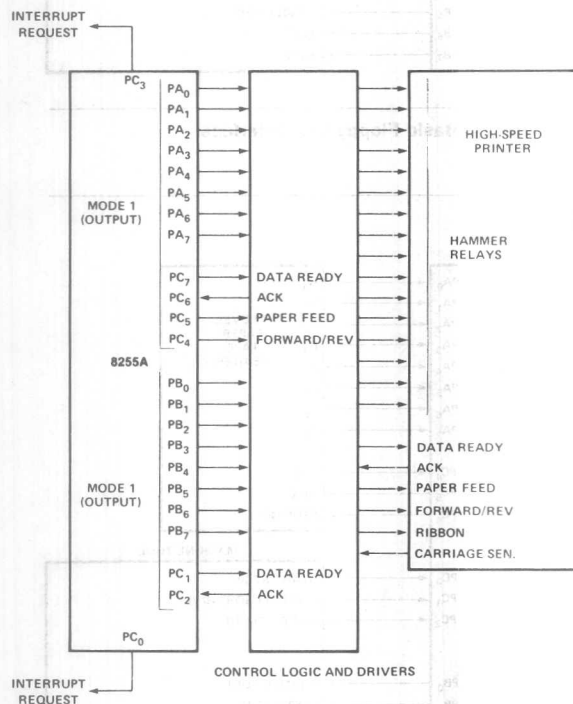 INTERRUPT
REQUEST
PC3
PA0
PA1
PA2
PA3
PA4
PA5
PA6
PA7
MODE 1
(OUTPUT)
PC7 DATA READY
PC6 ACK
PC5 PAPER FEED
PC4 FORWARD/REV
8255A
PB0
PB1
PB2
PB3
PB4
PB5
PB6
PB7
MODE 1
(OUTPUT)
PC1 DATA READY
PC2 ACK
PC0
INTERRUPT
REQUEST
CONTROL LOGIC AND DRIVERS
HIGH-SPEED
PRINTER
HAMMER
RELAYS
DATA READY
ACK
PAPER FEED
FORWARD/REV
RIBBON
CARRIAGE SEN.